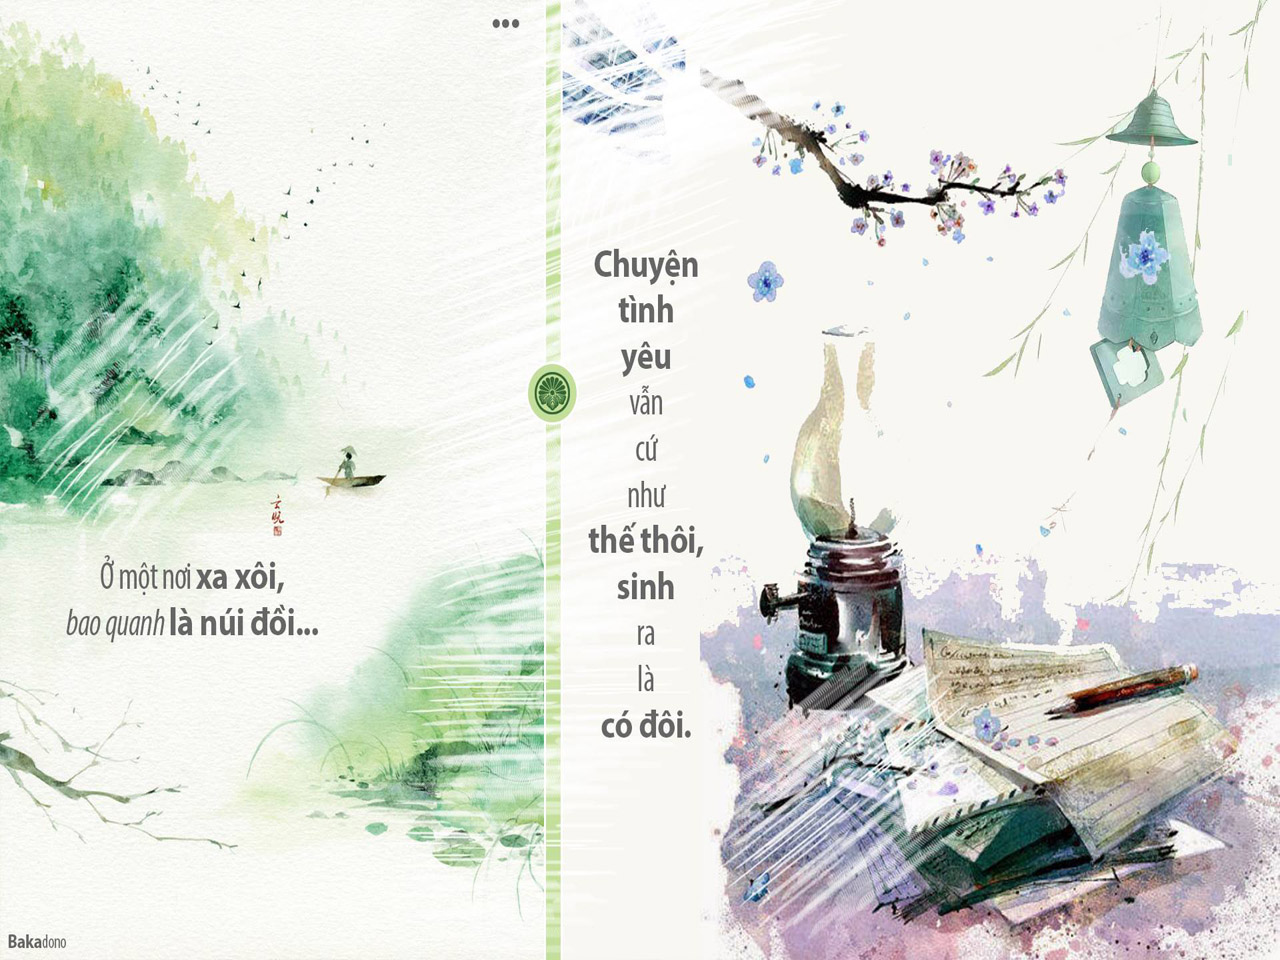 •••
Ở một nơi xa xôi,
bao quanh là núi đồi...
Chuyện
tình
yêu
vẫn
cứ
như
thế thôi,
sinh
ra
là
có đôi.
Bakadono